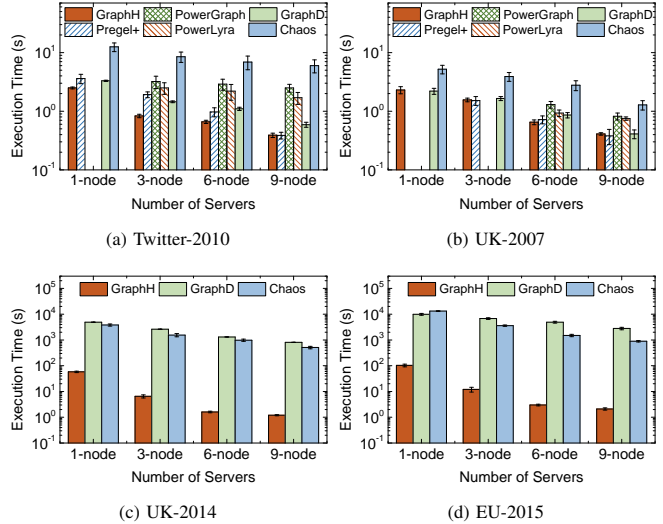 GraphH PowerGraph GraphD
Pregel+ PowerLyra Chaos
Execution Time (s)
10^1
10^0
10^-1
1-node 3-node 6-node 9-node
Number of Servers
(a) Twitter-2010
GraphH PowerGraph GraphD
Pregel+ PowerLyra Chaos
Execution Time (s)
10^1
10^0
10^-1
1-node 3-node 6-node 9-node
Number of Servers
(b) UK-2007
GraphH GraphD Chaos
Execution Time (s)
10^5
10^4
10^3
10^2
10^1
10^0
10^-1
1-node 3-node 6-node 9-node
Number of Servers
(c) UK-2014
GraphH GraphD Chaos
Execution Time (s)
10^5
10^4
10^3
10^2
10^1
10^0
10^-1
1-node 3-node 6-node 9-node
Number of Servers
(d) EU-2015